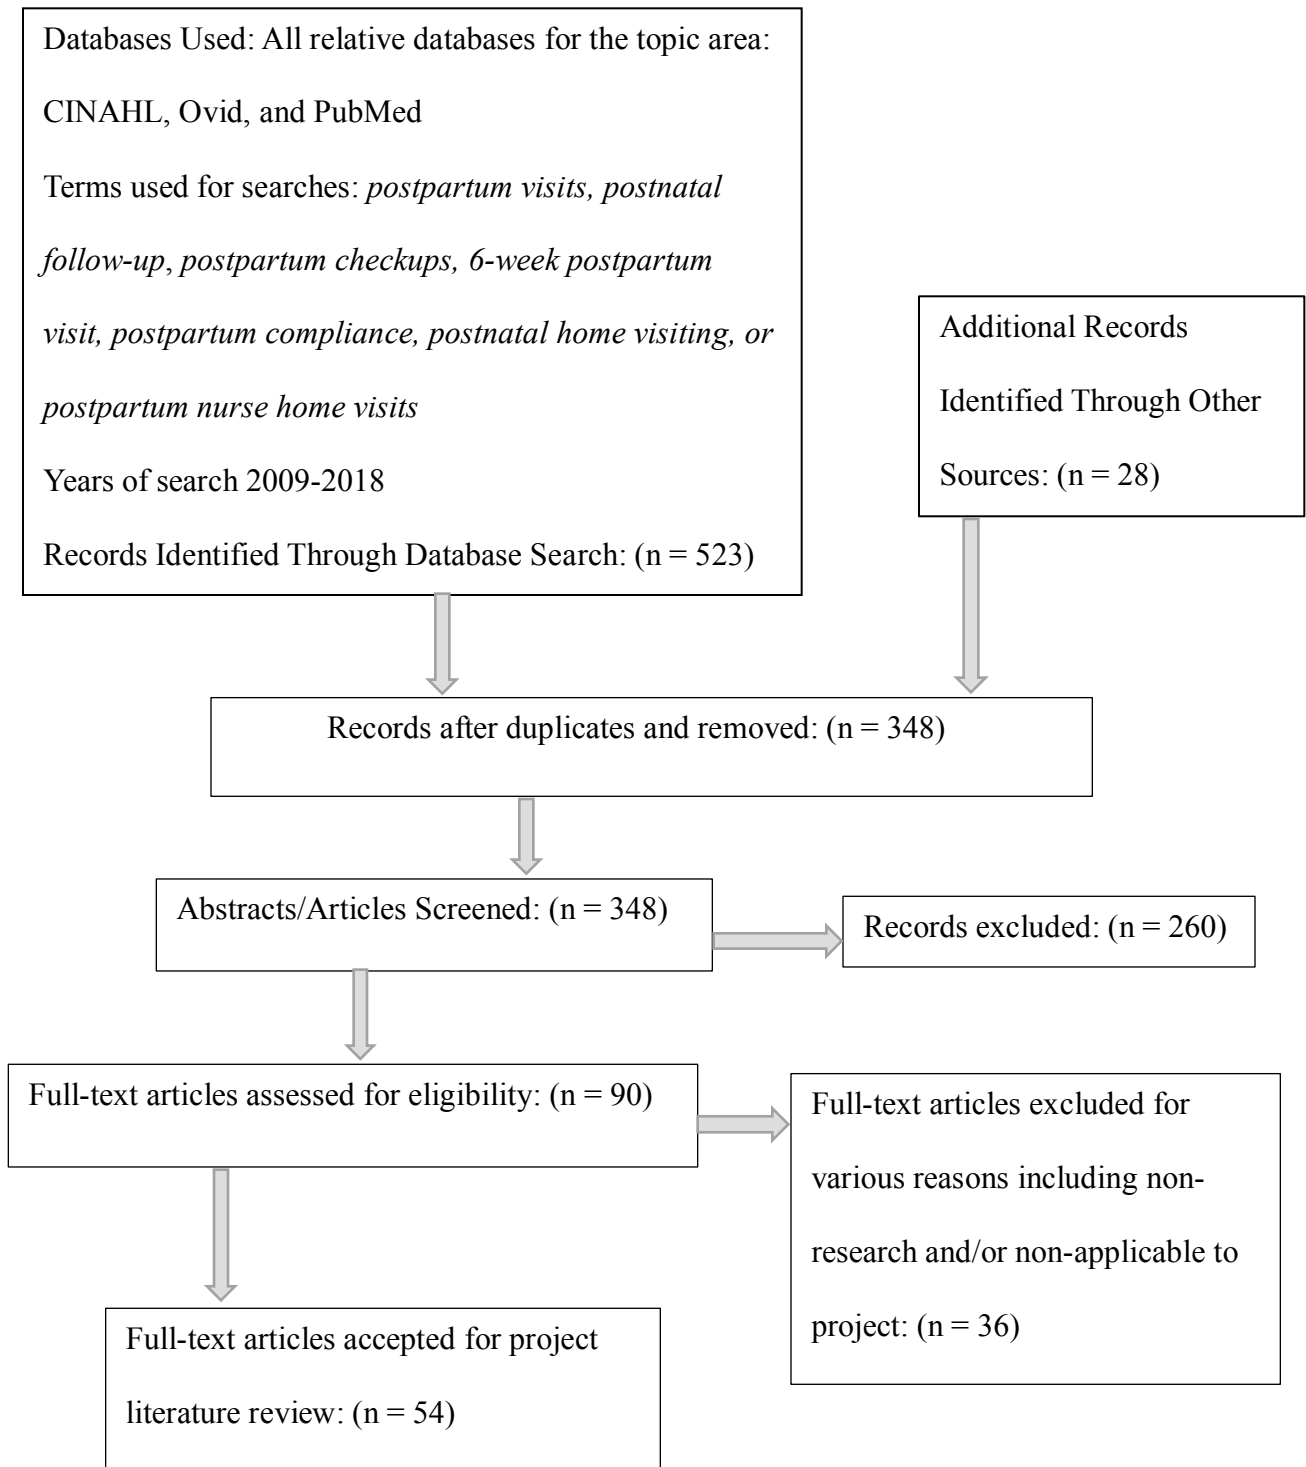 Databases Used: All relative databases for the topic area:
CINAHL, Ovid, and PubMed
Terms used for searches: postpartum visits, postnatal
follow-up, postpartum checkups, 6-week postpartum
visit, postpartum compliance, postnatal home visiting, or
postpartum nurse home visits
Years of search 2009-2018
Records Identified Through Database Search: (n = 523)
Additional Records
Identified Through Other
Sources: (n = 28)
Records after duplicates and removed: (n = 348)
Abstracts/Articles Screened: (n = 348)
Records excluded: (n = 260)
Full-text articles assessed for eligibility: (n = 90)
Full-text articles excluded for
various reasons including non-
research and/or non-applicable to
project: (n = 36)
Full-text articles accepted for project
literature review: (n = 54)